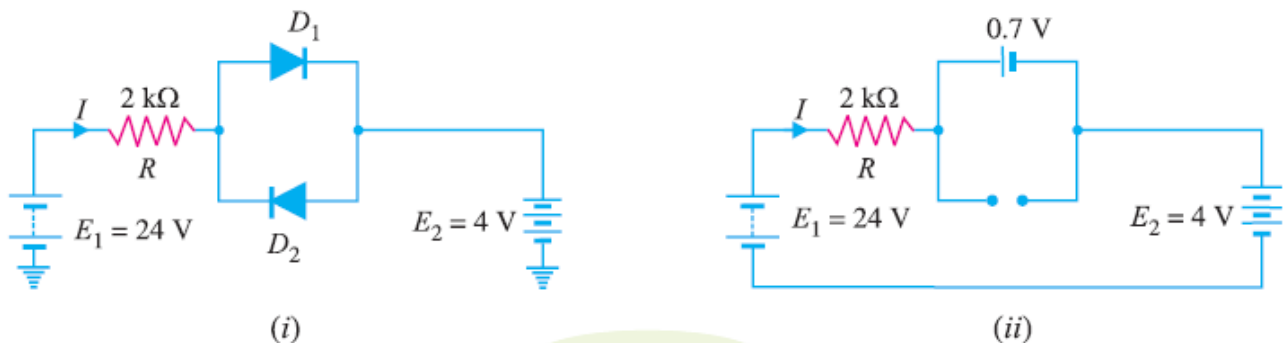 D₁
I
2 kΩ
R
E₁ = 24 V
D₂
E₂ = 4 V
(i)
0.7 V
I
2 kΩ
R
E₁ = 24 V
E₂ = 4 V
(ii)